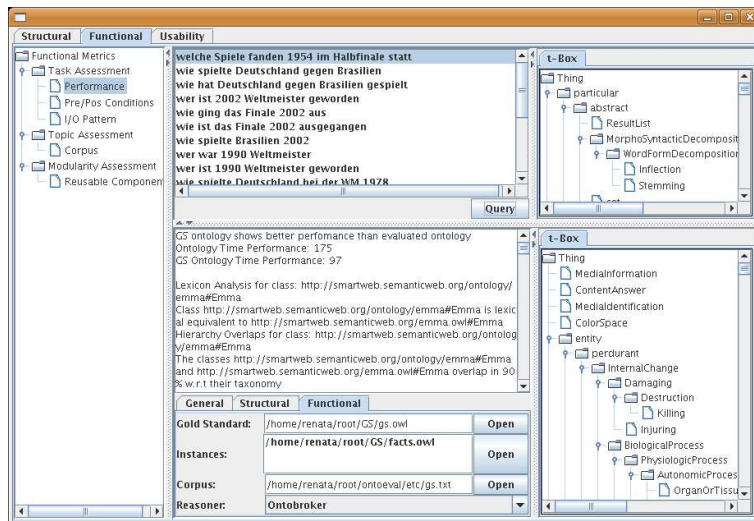 Structural Functional Usability
Functional Metrics
Task Assessment
Performance
Pre/Pos Conditions
I/O Pattern
Topic Assessment
Corpus
Modularity Assessment
Reusable Componen
welche Spiele fanden 1954 im Halbfinale statt
wie spielte Deutschland gegen Brasilien
wie hat Deutschland gegen Brasilien gespielt
wer ist 2002 Weltmeister geworden
wie ging das Finale 2002 aus
wie ist das Finale 2002 ausgegangen
wie spielte Brasilien 2002
wer war 1990 Weltmeister
wer ist 1990 Weltmeister geworden
wie spielte Deutschland bei der WM 1978
Query
t-Box
Thing
particular
abstract
ResultList
MorphoSyntacticDecomposit
WordFormDecomposition
Inflection
Stemming
set
GS ontology shows better perfomance than evaluated ontology
Ontology Time Performance: 175
GS Ontology Time Performance: 97
Lexicon Analysis for class: http://smartweb.semanticweb.org/ontology/
emma#Emma
Class http://smartweb.semanticweb.org/ontology/emma#Emma is lexic
al equivalent to http://smartweb.semanticweb.org/emma.owl#Emma
Hierarchy Overlaps for class: http://smartweb.semanticweb.org/ontolog
y/emma#Emma
The classes http://smartweb.semanticweb.org/ontology/emma#Emma
and http://smartweb.semanticweb.org/emma.owl#Emma overlap in 90
% w.r.t their taxonomy
General Structural Functional
Gold Standard: /home/renata/root/GS/gs.owl Open
Instances: /home/renata/root/GS/facts.owl Open
Corpus: /home/renata/root/ontoeval/etc/gs.txt Open
Reasoner: Ontobroker
t-Box
Thing
MediaInformation
ContentAnswer
MediaIdentification
ColorSpace
entity
perdurant
InternalChange
Damaging
Destruction
Killing
Injuring
BiologicalProcess
PhysiologicProcess
AutonomicProces
OrganOrTissu